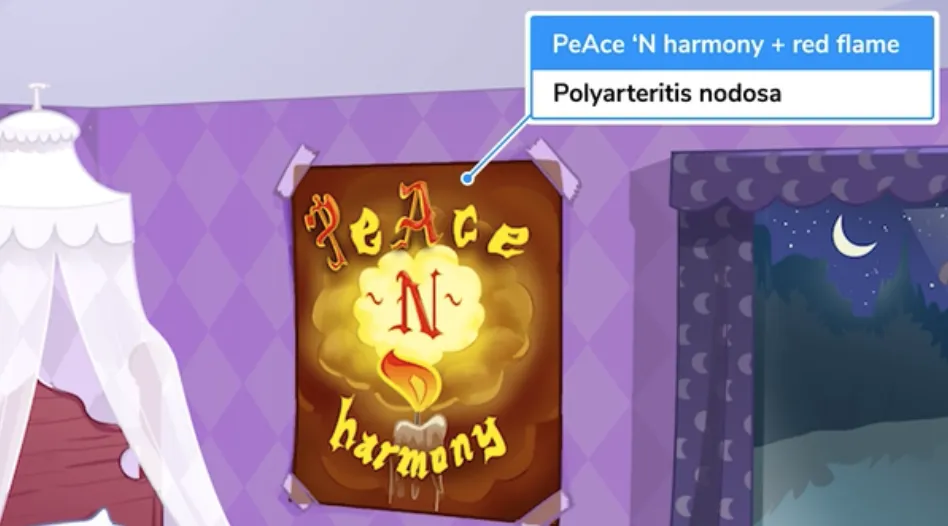 PeAce ‘N harmony + red flame
Polyarteritis nodosa
PeAce
~N~
harmony